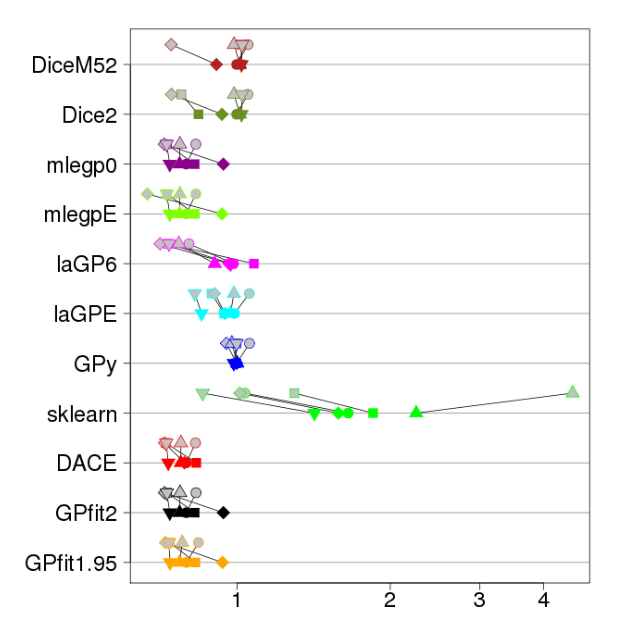 DiceM52
Dice2
mlegp0
mlegpE
laGP6
laGPE
GPy
sklearn
DACE
GPfit2
GPfit1.95
1 2 3 4